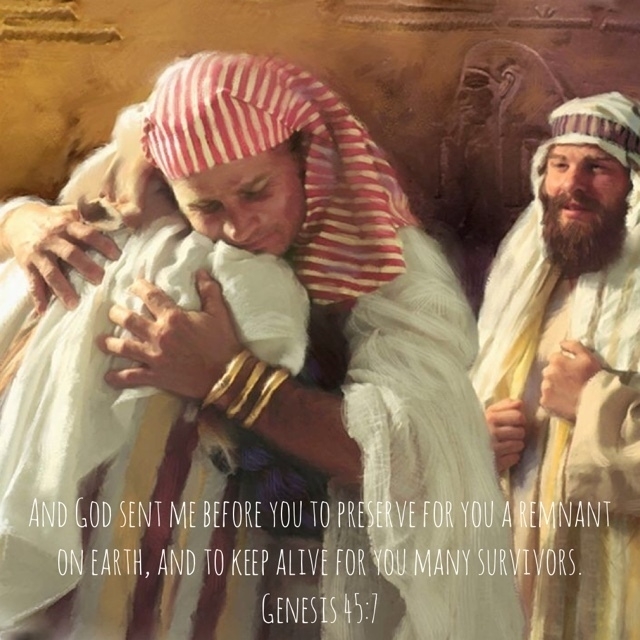 And God sent me before you to preserve for you a remnant
on earth, and to keep alive for you many survivors.
Genesis 45:7